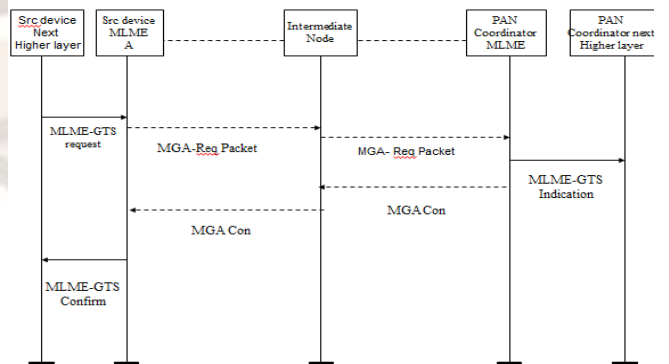 Src device
Next
Higher layer
Src device
MLME
A
Intermediate
Node
PAN
Coordinator
MLME
PAN
Coordinator next
Higher layer
MLME-GTS
request
MGA-Req Packet
MGA- Req Packet
MLME-GTS
Indication
MGA Con
MGA Con
MLME-GTS
Confirm